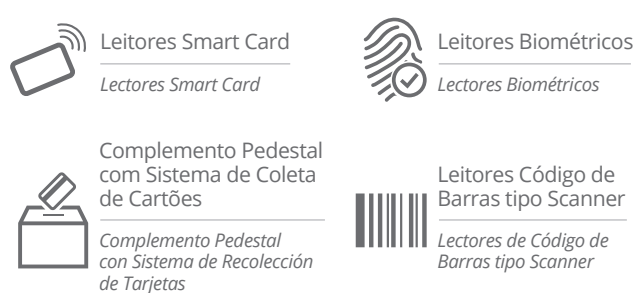 Leitores Smart Card
Lectores Smart Card
Leitores Biométricos
Lectores Biométricos
Complemento Pedestal
com Sistema de Coleta
de Cartões
Complemento Pedestal
con Sistema de Recolección
de Tarjetas
Leitores Código de
Barras tipo Scanner
Lectores de Código de
Barras tipo Scanner